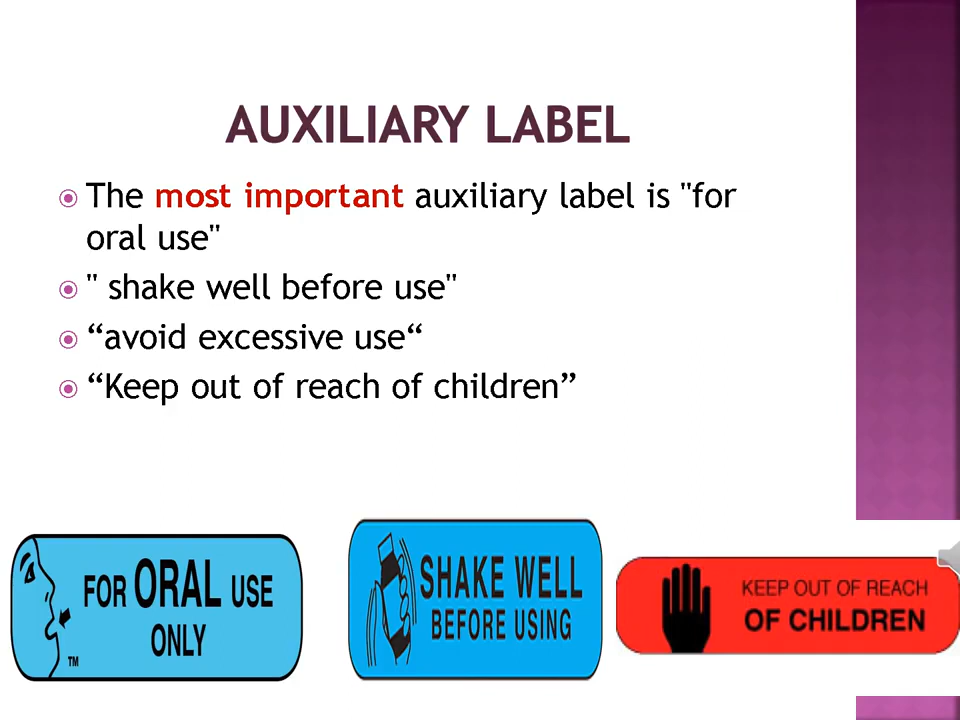 AUXILIARY LABEL
The most important auxiliary label is "for
oral use"
" shake well before use"
“avoid excessive use“
“Keep out of reach of children”
FOR ORAL USE
ONLY
TM
SHAKE WELL
BEFORE USING
KEEP OUT OF REACH
OF CHILDREN